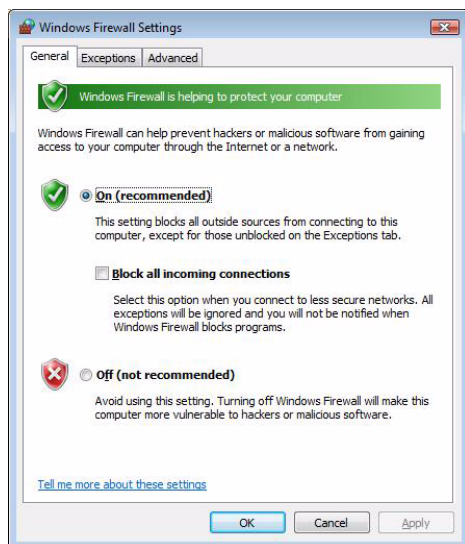 Windows Firewall Settings
General Exceptions Advanced
Windows Firewall is helping to protect your computer
Windows Firewall can help prevent hackers or malicious software from gaining
access to your computer through the Internet or a network.
On (recommended)
This setting blocks all outside sources from connecting to this
computer, except for those unblocked on the Exceptions tab.
Block all incoming connections
Select this option when you connect to less secure networks. All
exceptions will be ignored and you will not be notified when
Windows Firewall blocks programs.
Off (not recommended)
Avoid using this setting. Turning off Windows Firewall will make this
computer more vulnerable to hackers or malicious software.
Tell me more about these settings
OK Cancel Apply